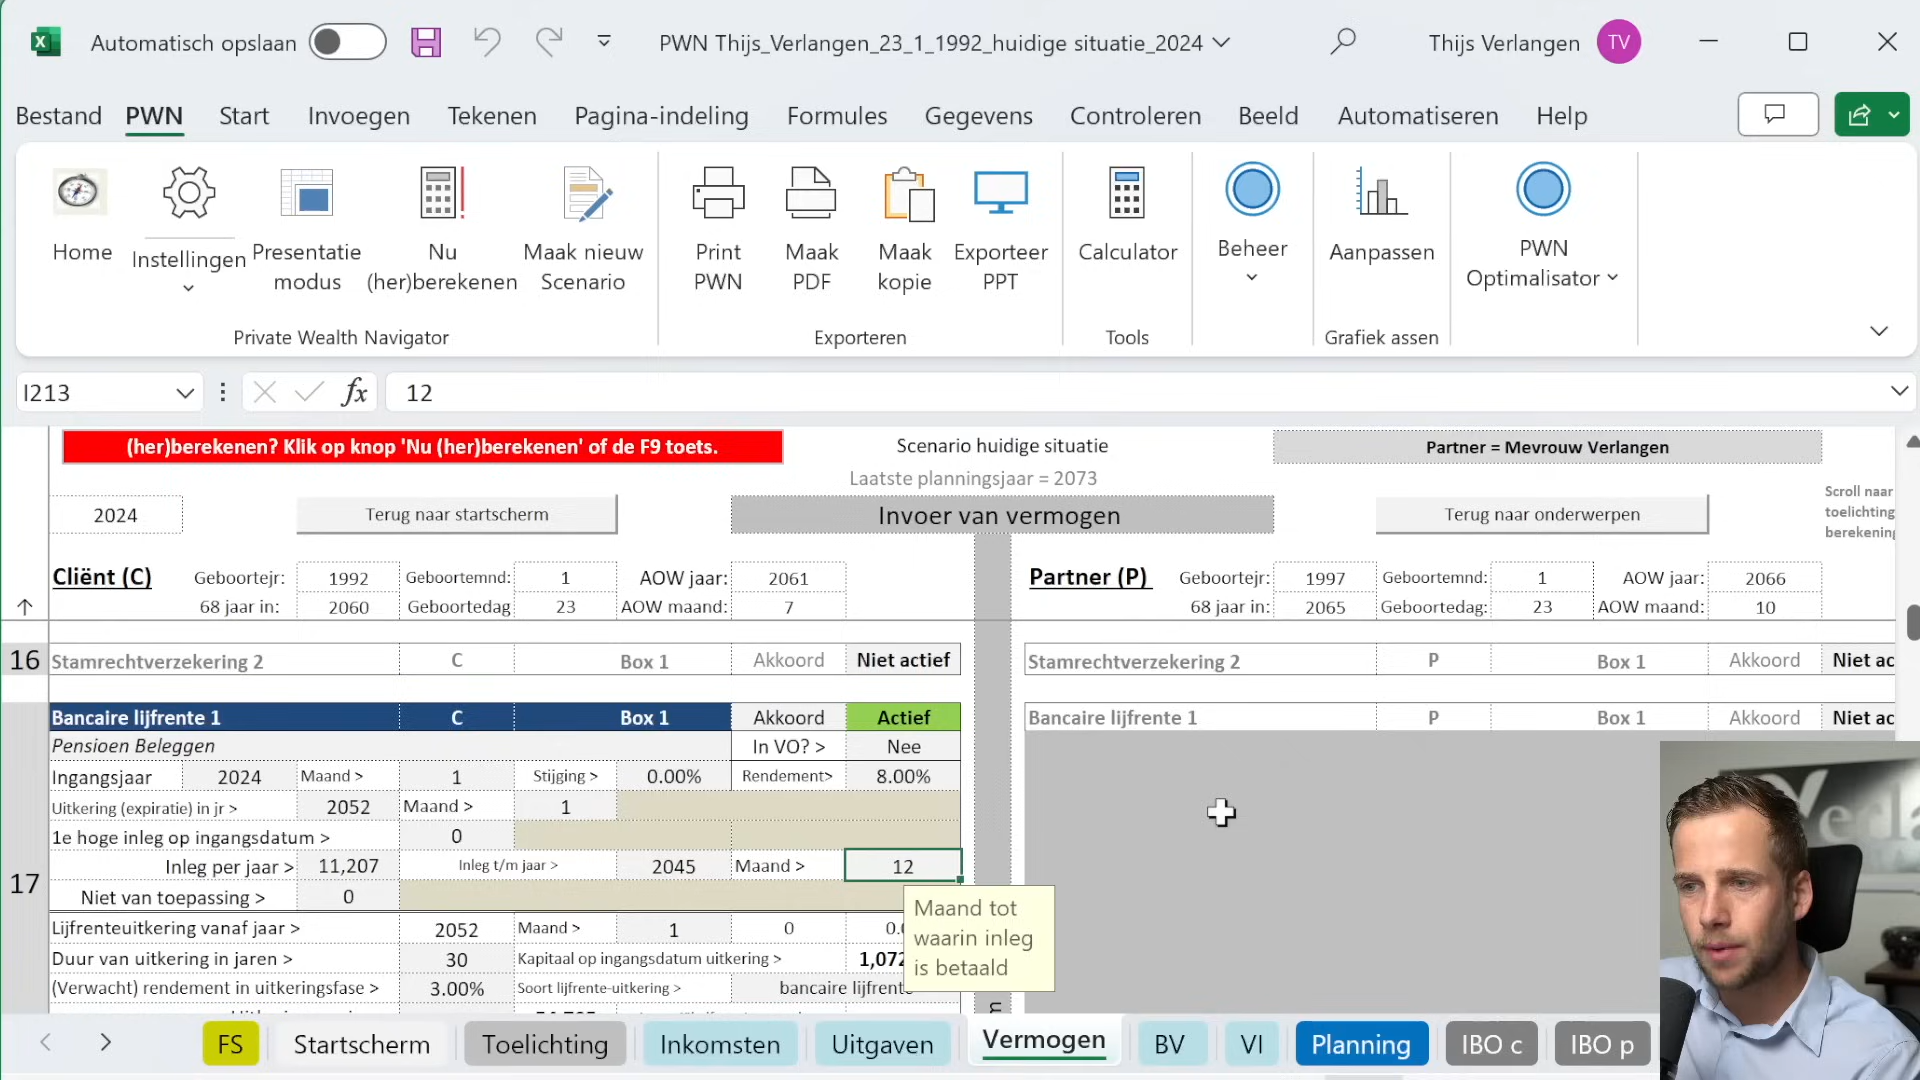 Automatisch opslaan
PWN Thijs_Verlangen_23_1_1992_huidige situatie_2024
Thijs Verlangen TV
Bestand PWN Start Invoegen Tekenen Pagina-indeling Formules Gegevens Controleren Beeld Automatiseren Help
Home
Instellingen
Presentatie modus
Nu (her)berekenen
Maak nieuw Scenario
Print PWN
Maak PDF
Maak kopie
Exporteer PPT
Calculator
Beheer
Aanpassen
PWN Optimalisator
Private Wealth Navigator Exporteren Tools Grafiek assen
I213 fx 12
(her)berekenen? Klik op knop 'Nu (her)berekenen' of de F9 toets. Scenario huidige situatie Partner = Mevrouw Verlangen
Laatste planningsjaar = 2073
Scroll naar
toelichting
berekening
2024 Terug naar startscherm Invoer van vermogen Terug naar onderwerpen
Cliënt (C) Geboortejr: 1992 Geboortemnd: 1 AOW jaar: 2061 Partner (P) Geboortejr: 1997 Geboortemnd: 1 AOW jaar: 2066
68 jaar in: 2060 Geboortedag 23 AOW maand: 7 68 jaar in: 2065 Geboortedag: 23 AOW maand: 10
16 Stamrechtverzekering 2 C Box 1 Akkoord Niet actief Stamrechtverzekering 2 P Box 1 Akkoord Niet ac
Bancaire lijfrente 1 C Box 1 Akkoord Actief Bancaire lijfrente 1 P Box 1 Akkoord Niet ac
Pensioen Beleggen In VO? > Nee
Ingangsjaar 2024 Maand > 1 Stijging > 0.00% Rendement> 8.00%
Uitkering (expiratie) in jr > 2052 Maand > 1
1e hoge inleg op ingangsdatum > 0
Inleg per jaar > 11,207 Inleg t/m jaar > 2045 Maand > 12
17
Niet van toepassing > 0
Maand tot
waarin inleg
is betaald
Lijfrenteuitkering vanaf jaar > 2052 Maand > 1 0 0.
Duur van uitkering in jaren > 30 Kapitaal op ingangsdatum uitkering > 1,072
(Verwacht) rendement in uitkeringsfase > 3.00% Soort lijfrente-uitkering > bancaire lijfrente
FS Startscherm Toelichting Inkomsten Uitgaven Vermogen BV VI Planning IBO c IBO p